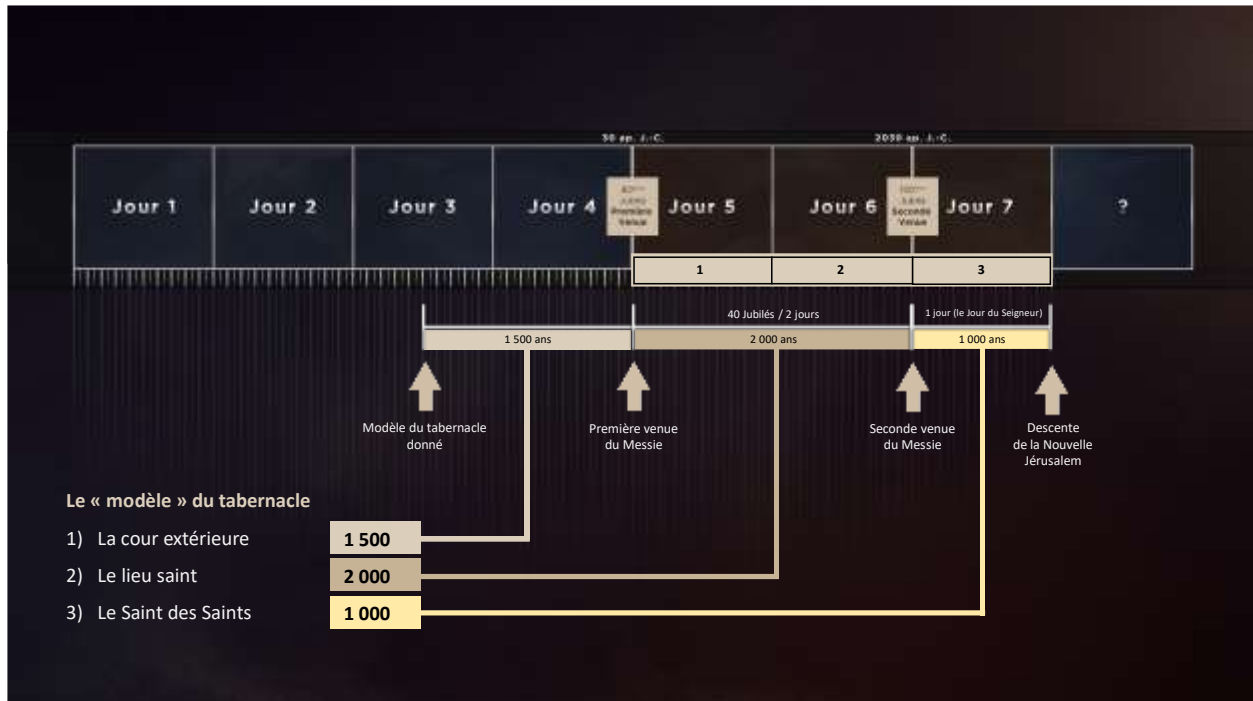 30 ap. J.-C.
2030 ap. J.-C.
Jour 1
Jour 2
Jour 3
Jour 4
Première
Venue
Jour 5
Jour 6
Seconde
Venue
Jour 7
?
1
2
3
40 Jubilés / 2 jours
1 jour (le Jour du Seigneur)
1 500 ans
2 000 ans
1 000 ans
Modèle du tabernacle
donné
Première venue
du Messie
Seconde venue
du Messie
Descente
de la Nouvelle
Jérusalem
Le « modèle » du tabernacle
1) La cour extérieure
1 500
2) Le lieu saint
2 000
3) Le Saint des Saints
1 000